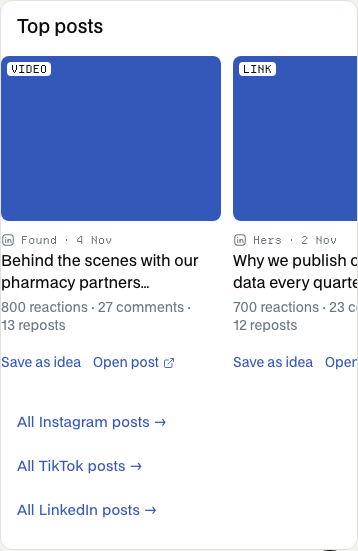 Top posts
VIDEO
LINK
Found · 4 Nov
Hers · 2 Nov
Behind the scenes with our
pharmacy partners…
Why we publish
data every quarte
800 reactions · 27 comments ·
13 reposts
700 reactions · 23 c
12 reposts
Save as idea Open post
Save as idea Open
All Instagram posts →
All TikTok posts →
All LinkedIn posts →